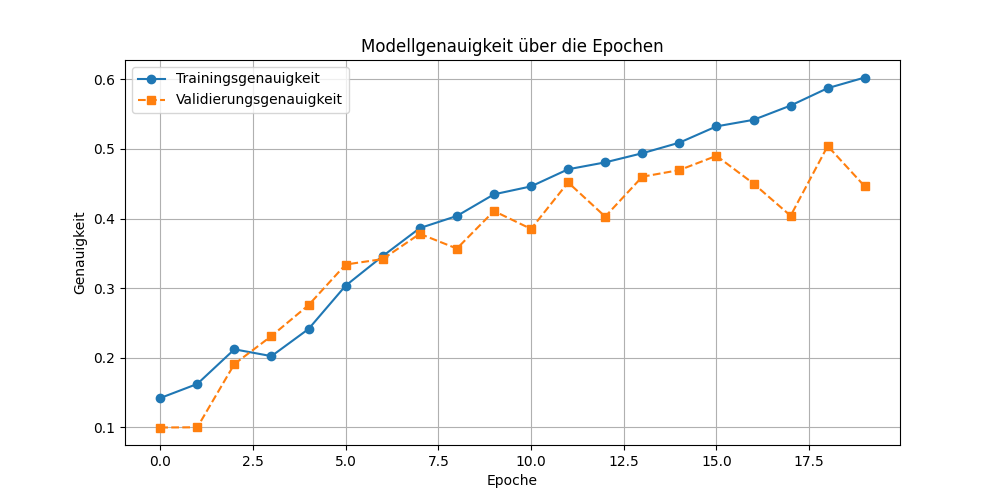 Modellgenauigkeit über die Epochen
Trainingsgenauigkeit
Validierungsgenauigkeit
Genauigkeit
0.6
0.5
0.4
0.3
0.2
0.1
0.0 2.5 5.0 7.5 10.0 12.5 15.0 17.5
Epoche